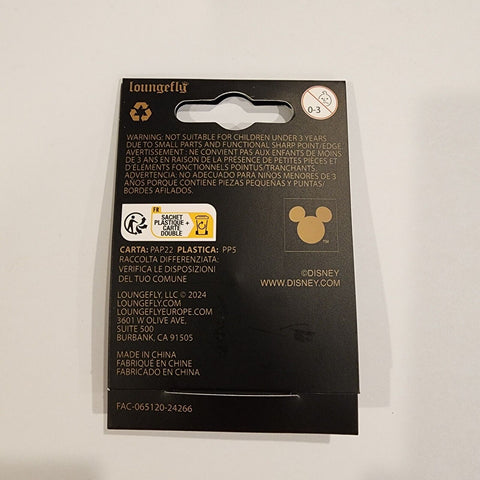 loungefly
0-3
WARNING: NOT SUITABLE FOR CHILDREN UNDER 3 YEARS
DUE TO SMALL PARTS AND FUNCTIONAL SHARP POINT/EDGE.
AVERTISSEMENT : NE CONVIENT PAS AUX ENFANTS DE MOINS
DE 3 ANS EN RAISON DE LA PRESENCE DE PETITES PIÈCES ET
D'ELEMENTS FONCTIONNELS POINTUS/TRANCHANTS.
ADVERTENCIA: NO ADECUADO PARA NIÑOS MENORES DE 3
AÑOS PORQUE CONTIENE PIEZAS PEQUEÑAS Y PUNTAS/
BORDES AFILADOS.
FR
SACHET
PLASTIQUE +
CARTE
DOUBLE
CARTA: PAP22 PLASTICA: PP5
RACCOLTA DIFFERENZIATA:
VERIFICA LE DISPOSIZIONI
DEL TUO COMUNE
TM
©DISNEY
WWW.DISNEY.COM
LOUNGEFLY, LLC © 2024
LOUNGEFLY.COM
LOUNGEFLYEUROPE.COM
3601 W OLIVE AVE,
SUITE 500
BURBANK, CA 91505
MADE IN CHINA
FABRIQUÉ EN CHINE
FABRICADO EN CHINA
FAC-065120-24266